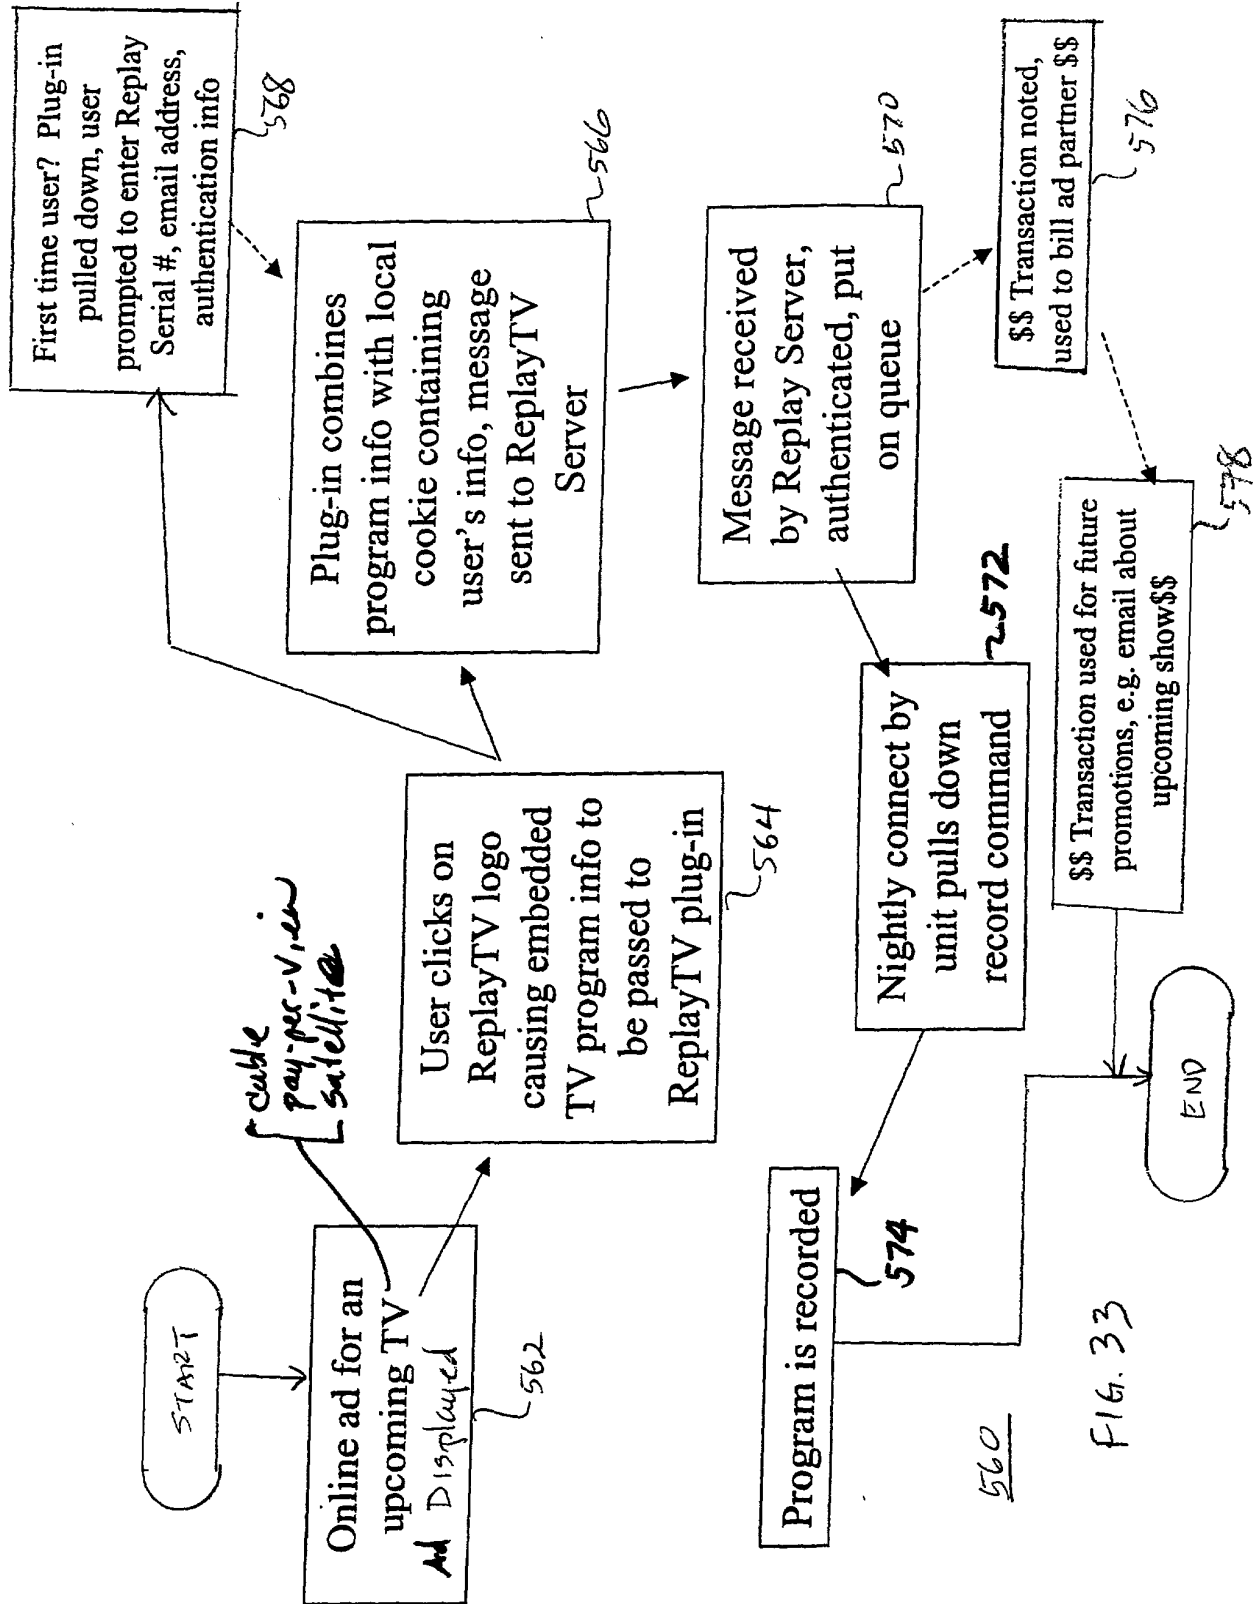 START
Online ad for an
upcoming TV
Ad Displayed
562
cable
pay-per-view
satellite
User clicks on
ReplayTV logo
causing embedded
TV program info to
be passed to
ReplayTV plug-in
564
First time user? Plug-in
pulled down, user
prompted to enter Replay
Serial #, email address,
authentication info
568
Plug-in combines
program info with local
cookie containing
user's info, message
sent to ReplayTV
Server
566
Message received
by Replay Server,
authenticated, put
on queue
570
Nightly connect by
unit pulls down
record command
572
Program is recorded
574
$$ Transaction noted,
used to bill ad partner $$
576
$$ Transaction used for future
promotions, e.g. email about
upcoming show$$
578
END
560
FIG. 33